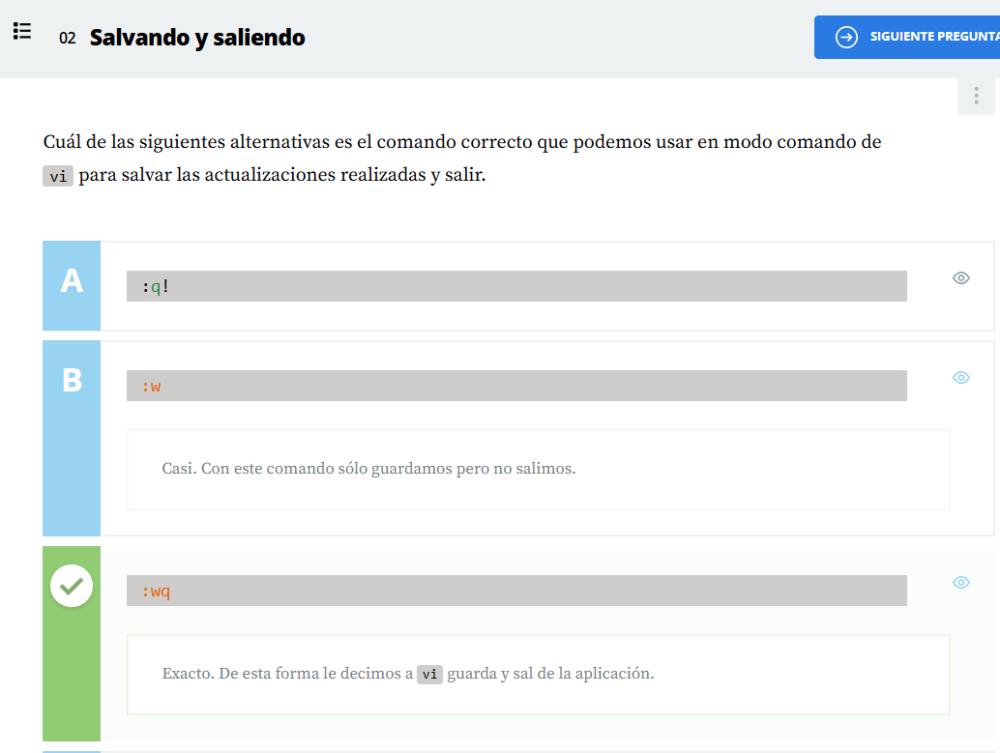 02 Salvando y saliendo
SIGUIENTE PREGUNTA
Cuál de las siguientes alternativas es el comando correcto que podemos usar en modo comando de
vi para salvar las actualizaciones realizadas y salir.
A
:q!
B
:w
Casi. Con este comando sólo guardamos pero no salimos.
:wq
Exacto. De esta forma le decimos a vi guarda y sal de la aplicación.